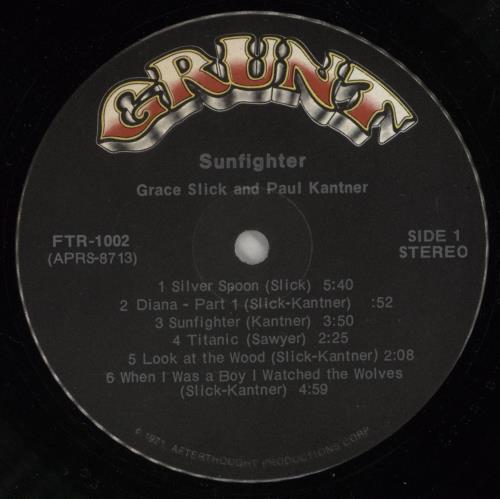 GRUNT
Sunfighter
Grace Slick and Paul Kantner
FTR-1002
(APRS-8713)
SIDE 1
STEREO
1 Silver Spoon (Slick) 5:40
2 Diana - Part 1 (Slick-Kantner) :52
3 Sunfighter (Kantner) 3:50
4 Titanic (Sawyer) 2:25
5 Look at the Wood (Slick-Kantner) 2:08
6 When I Was a Boy I Watched the Wolves
(Slick-Kantner) 4:59
© 1971, AFTERTHOUGHT PRODUCTIONS CORP.